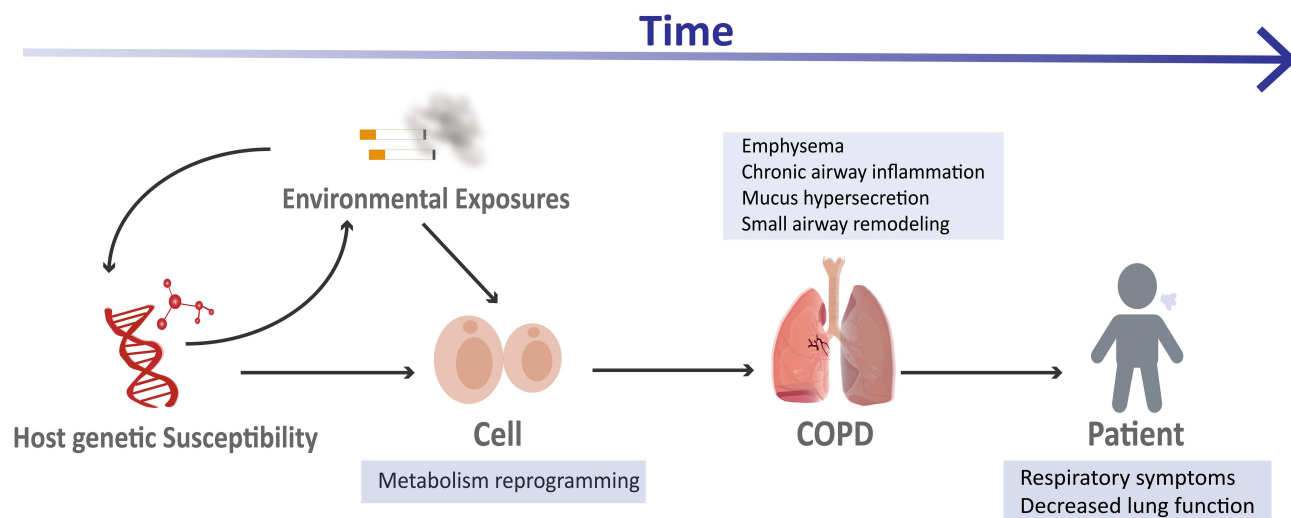 Time
Environmental Exposures
Emphysema
Chronic airway inflammation
Mucus hypersecretion
Small airway remodeling
Host genetic Susceptibility
Cell
COPD
Patient
Metabolism reprogramming
Respiratory symptoms
Decreased lung function